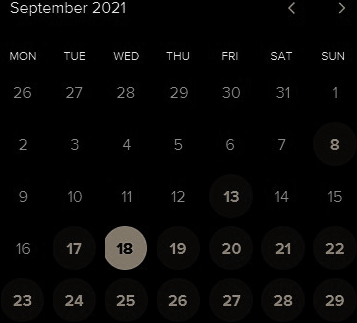 September 2021
MON TUE WED THU FRI SAT SUN
26 27 28 29 30 31 1
2 3 4 5 6 7 8
9 10 11 12 13 14 15
16 17 18 19 20 21 22
23 24 25 26 27 28 29